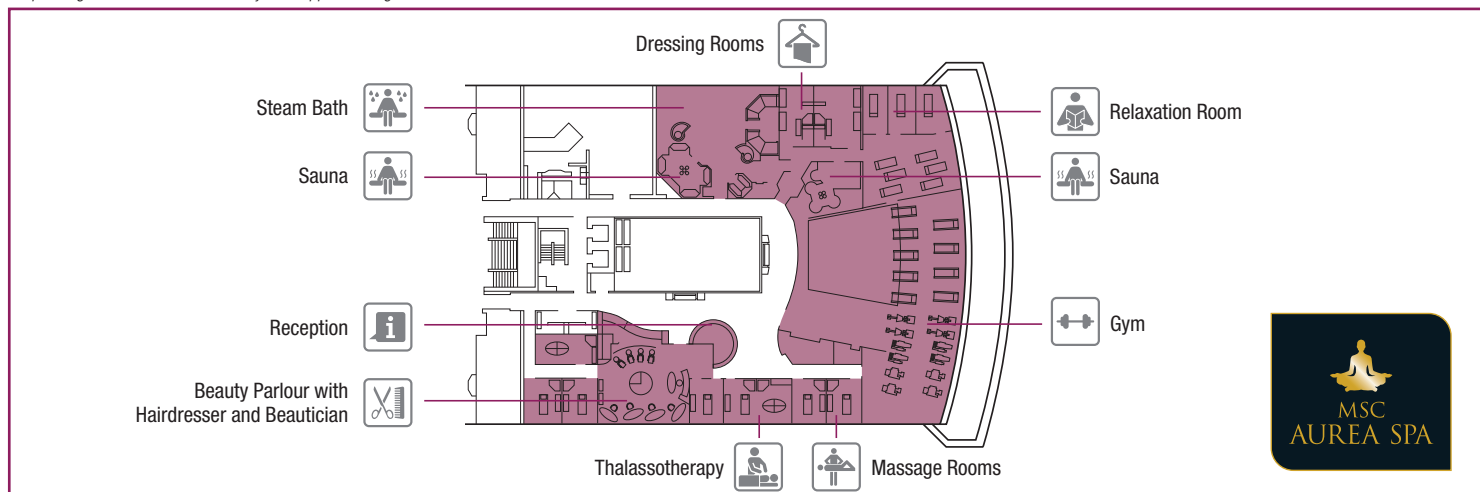 Dressing Rooms
Steam Bath
Relaxation Room
Sauna
Sauna
Reception
Gym
Beauty Parlour with
Hairdresser and Beautician
Thalassotherapy
Massage Rooms
MSC
AUREA SPA